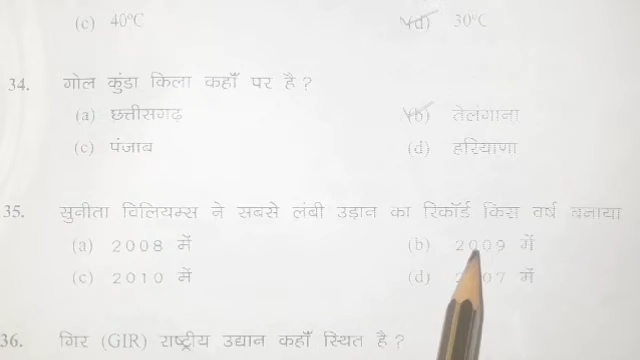 (c) 40°C (d) 30°C
34. गोल कुंडा किला कहाँ पर है ?
(a) छत्तीसगढ़ (b) तेलंगाना
(c) पंजाब (d) हरियाणा
35. सुनीता विलियम्स ने सबसे लंबी उड़ान का रिकॉर्ड किस वर्ष बनाया
(a) 2008 में (b) 2009 में
(c) 2010 में (d) 2007 में
36. गिर (GIR) राष्ट्रीय उद्यान कहाँ स्थित है ?